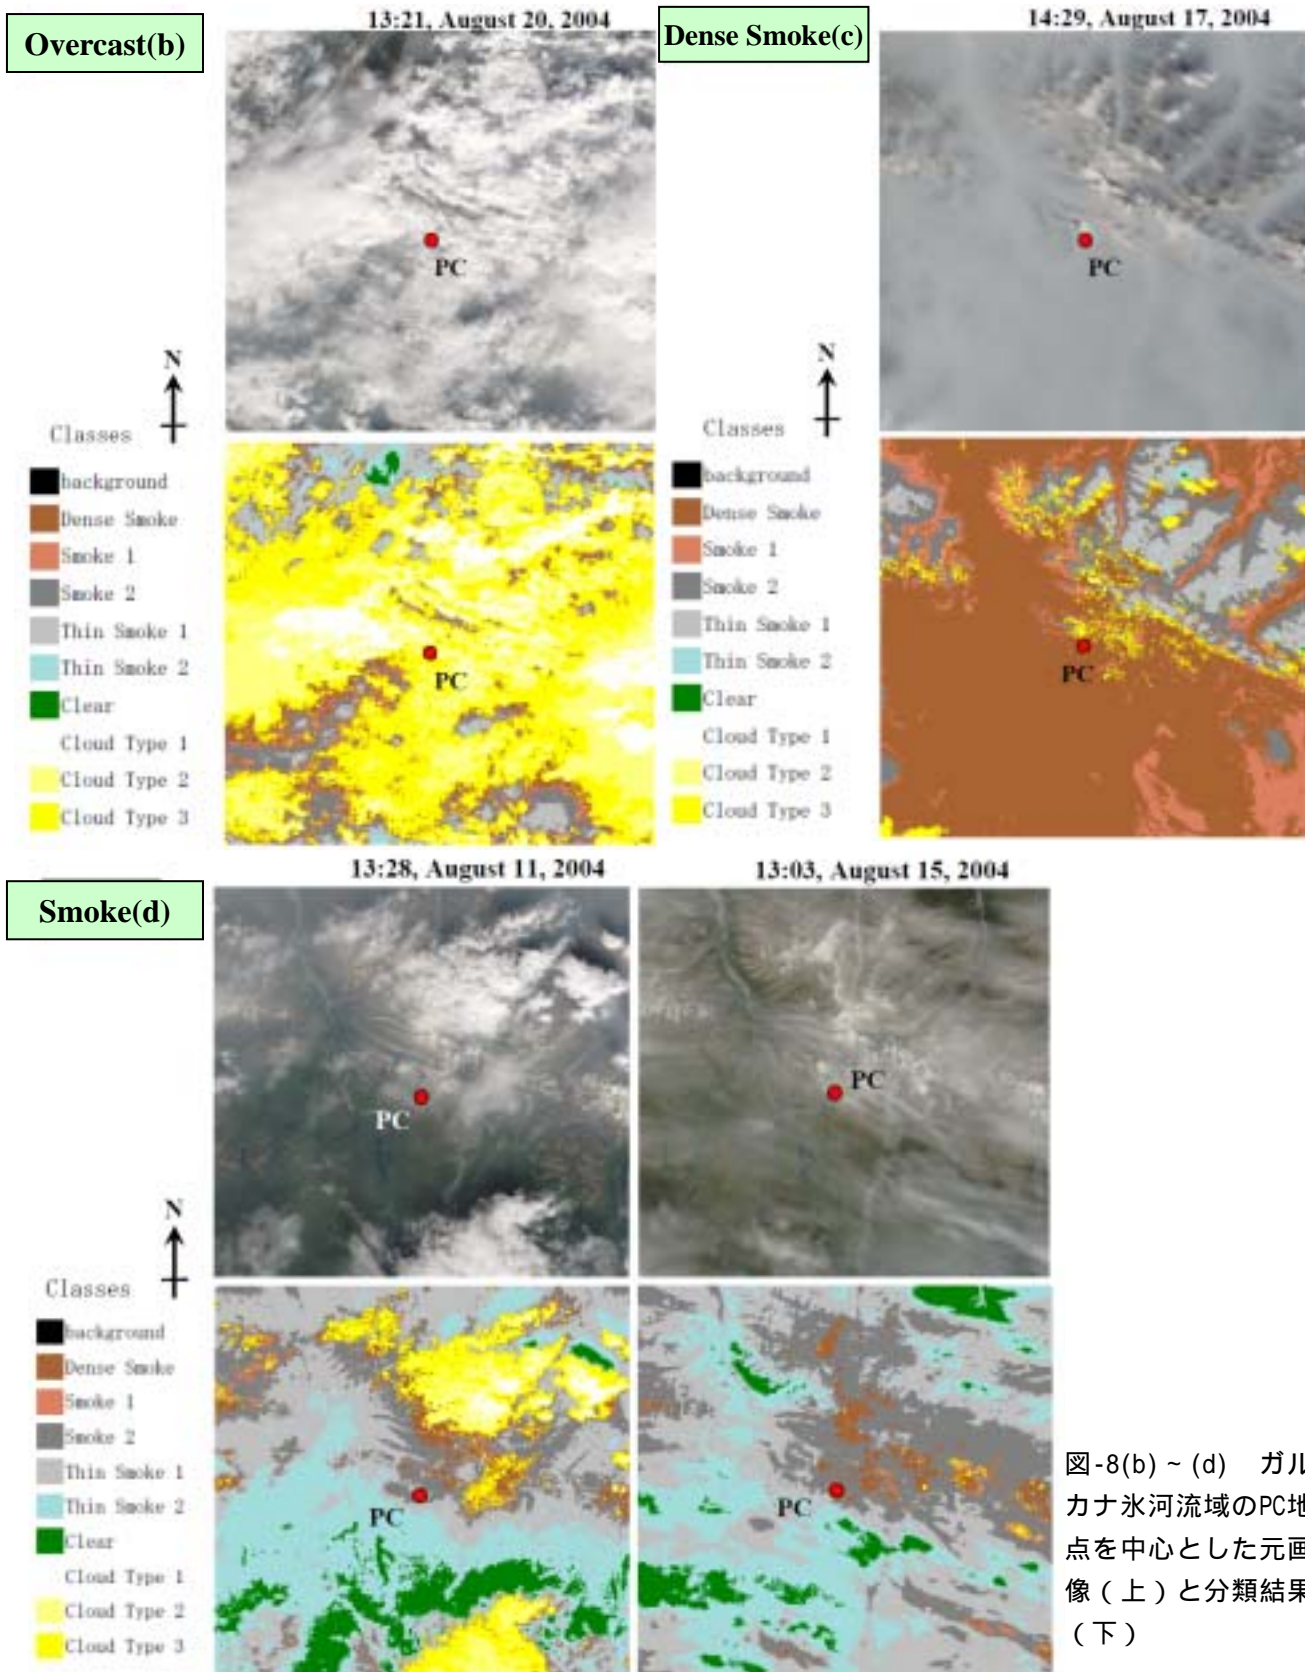 Overcast(b)
13:21, August 20, 2004
PC
N
Classes
background
Dense Smoke
Smoke 1
Smoke 2
Thin Smoke 1
Thin Smoke 2
Clear
Cloud Type 1
Cloud Type 2
Cloud Type 3
PC
Dense Smoke(c)
14:29, August 17, 2004
PC
N
Classes
background
Dense Smoke
Smoke 1
Smoke 2
Thin Smoke 1
Thin Smoke 2
Clear
Cloud Type 1
Cloud Type 2
Cloud Type 3
PC
Smoke(d)
13:28, August 11, 2004
13:03, August 15, 2004
PC
PC
N
Classes
background
Dense Smoke
Smoke 1
Smoke 2
Thin Smoke 1
Thin Smoke 2
Clear
Cloud Type 1
Cloud Type 2
Cloud Type 3
PC
PC
図-8(b) ~ (d) ガル
カナ氷河流域のPC地
点を中心とした元画
像（上）と分類結果
（下）